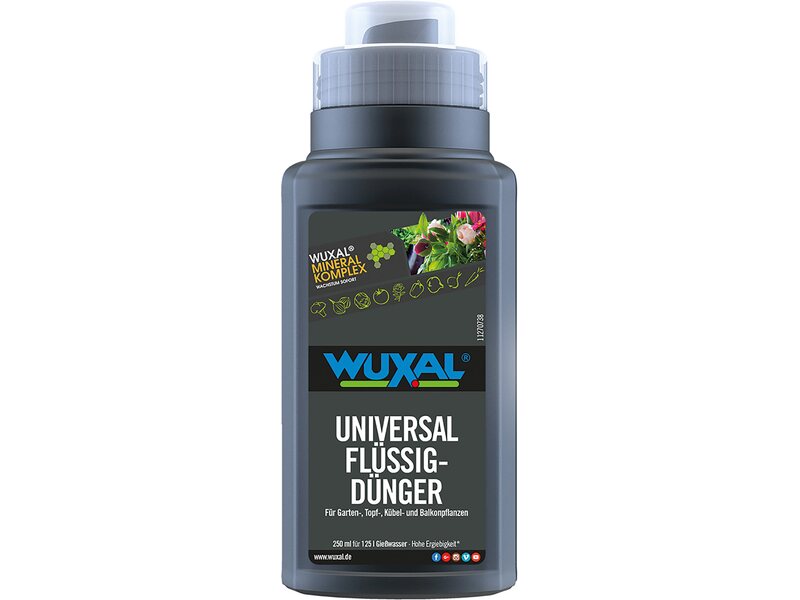 WUXAL®
MINERAL
KOMPLEX
WACHSTUM SOFORT
11270738
WUXAL®
UNIVERSAL
FLÜSSIG-
DÜNGER
Für Garten-, Topf-, Kübel- und Balkonpflanzen
250 ml für 125 l Gießwasser · Hohe Ergiebigkeit*
www.wuxal.de